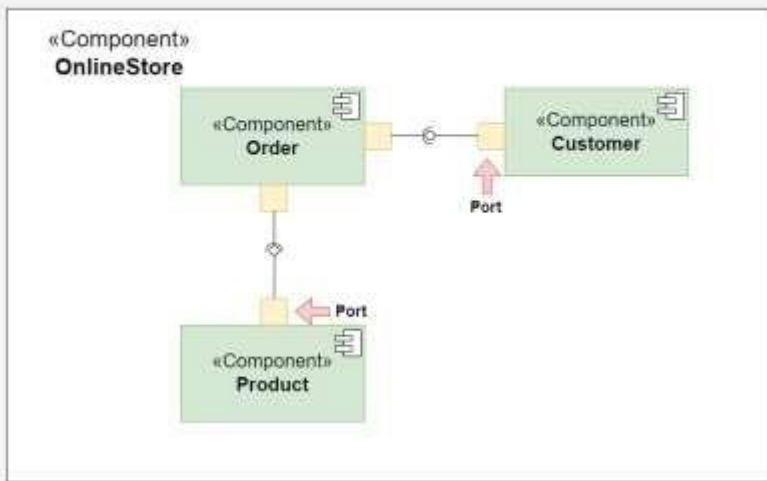 «Component»
OnlineStore
«Component»
Order
«Component»
Customer
Port
Port
«Component»
Product